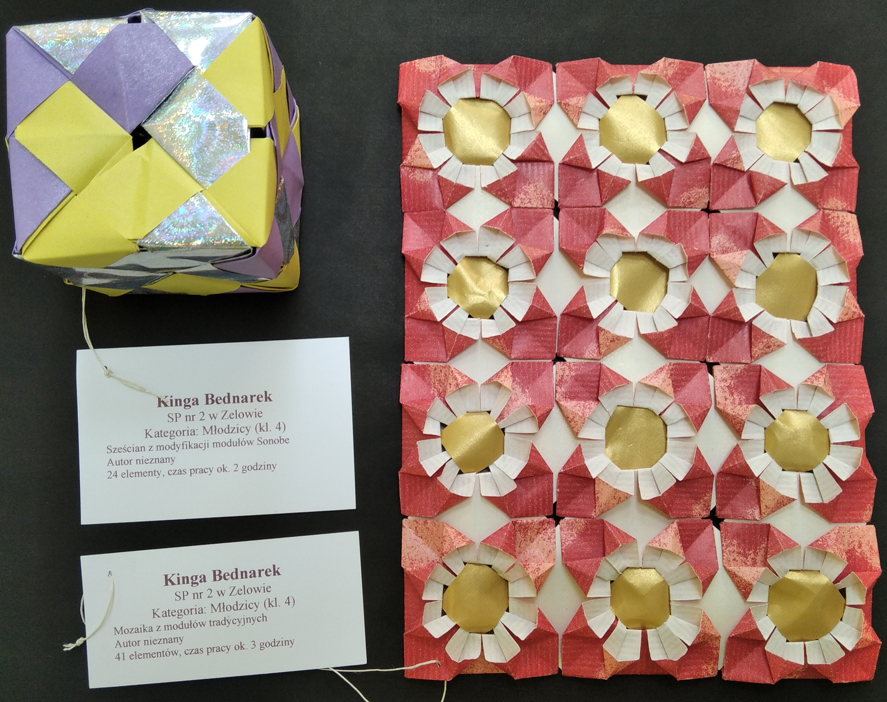 Kinga Bednarek
SP nr 2 w Zelowie
Kategoria: Młodzicy (kl. 4)
Sześcian z modyfikacji modułów Sonobe
Autor nieznany
24 elementy, czas pracy ok. 2 godziny
Kinga Bednarek
SP nr 2 w Zelowie
Kategoria: Młodzicy (kl. 4)
Mozaika z modułów tradycyjnych
Autor nieznany
41 elementów, czas pracy ok. 3 godziny